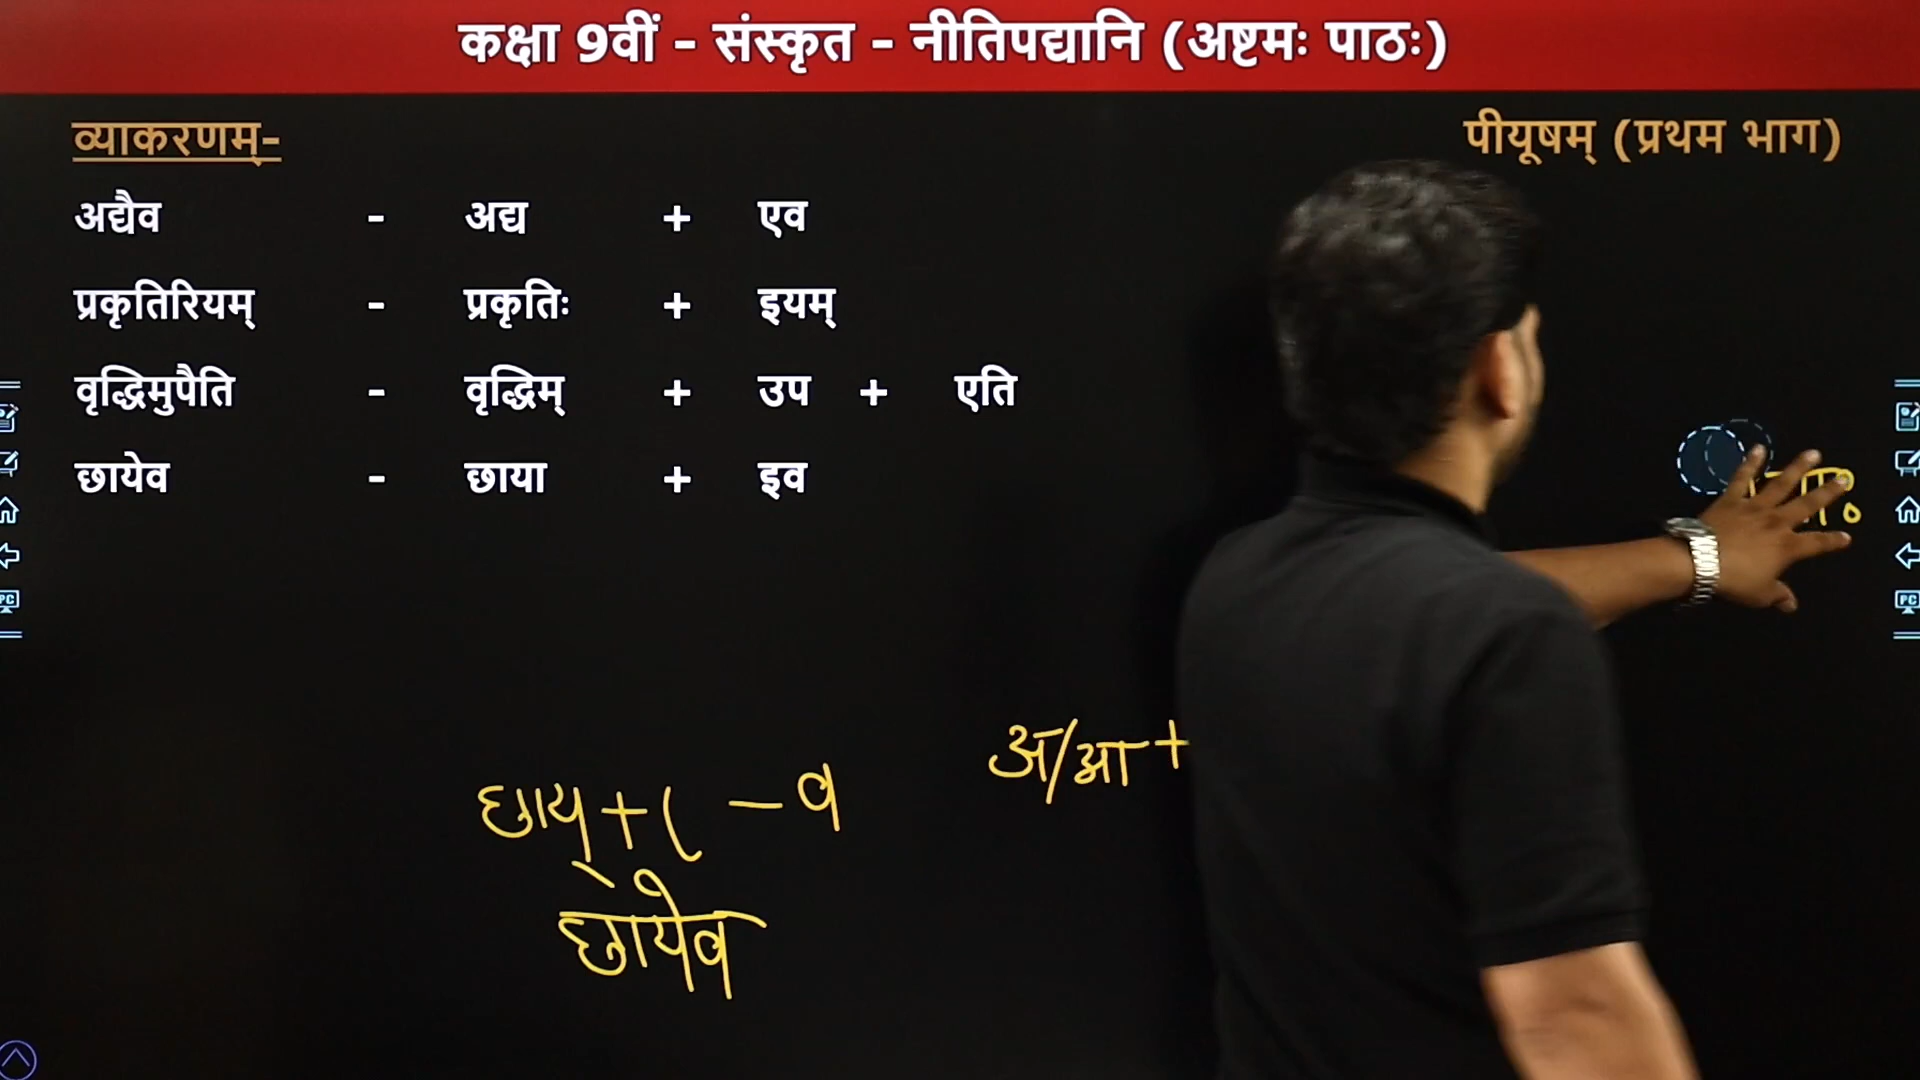 कक्षा 9वीं - संस्कृत - नीतिपद्यानि (अष्टमः पाठः)
व्याकरणम्-
पीयूषम् (प्रथम भाग)
अद्यैव - अद्य + एव
प्रकृतिरियम् - प्रकृतिः + इयम्
वृद्धिमुपैति - वृद्धिम् + उप + एति
छायेव - छाया + इव
अ/आ +
छाय् + ( - व
छायेव